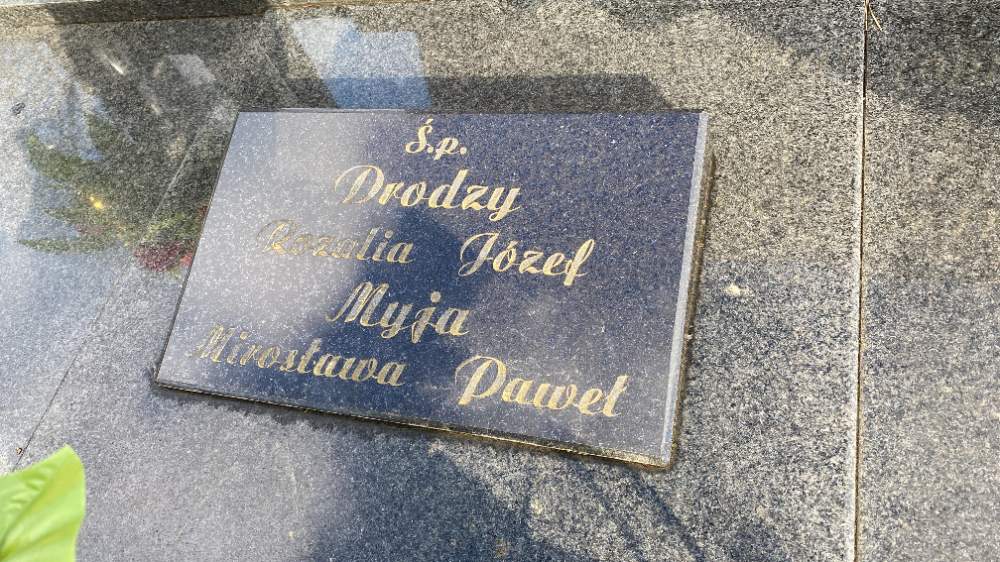 Ś.p.
Drodzy
Rozalia Józef
Myja
Mirosława Paweł